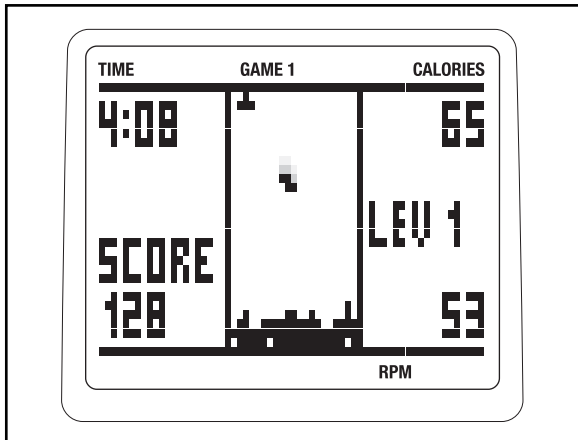 TIME GAME 1 CALORIES
4:08 65
LEV 1
SCORE
128 53
RPM